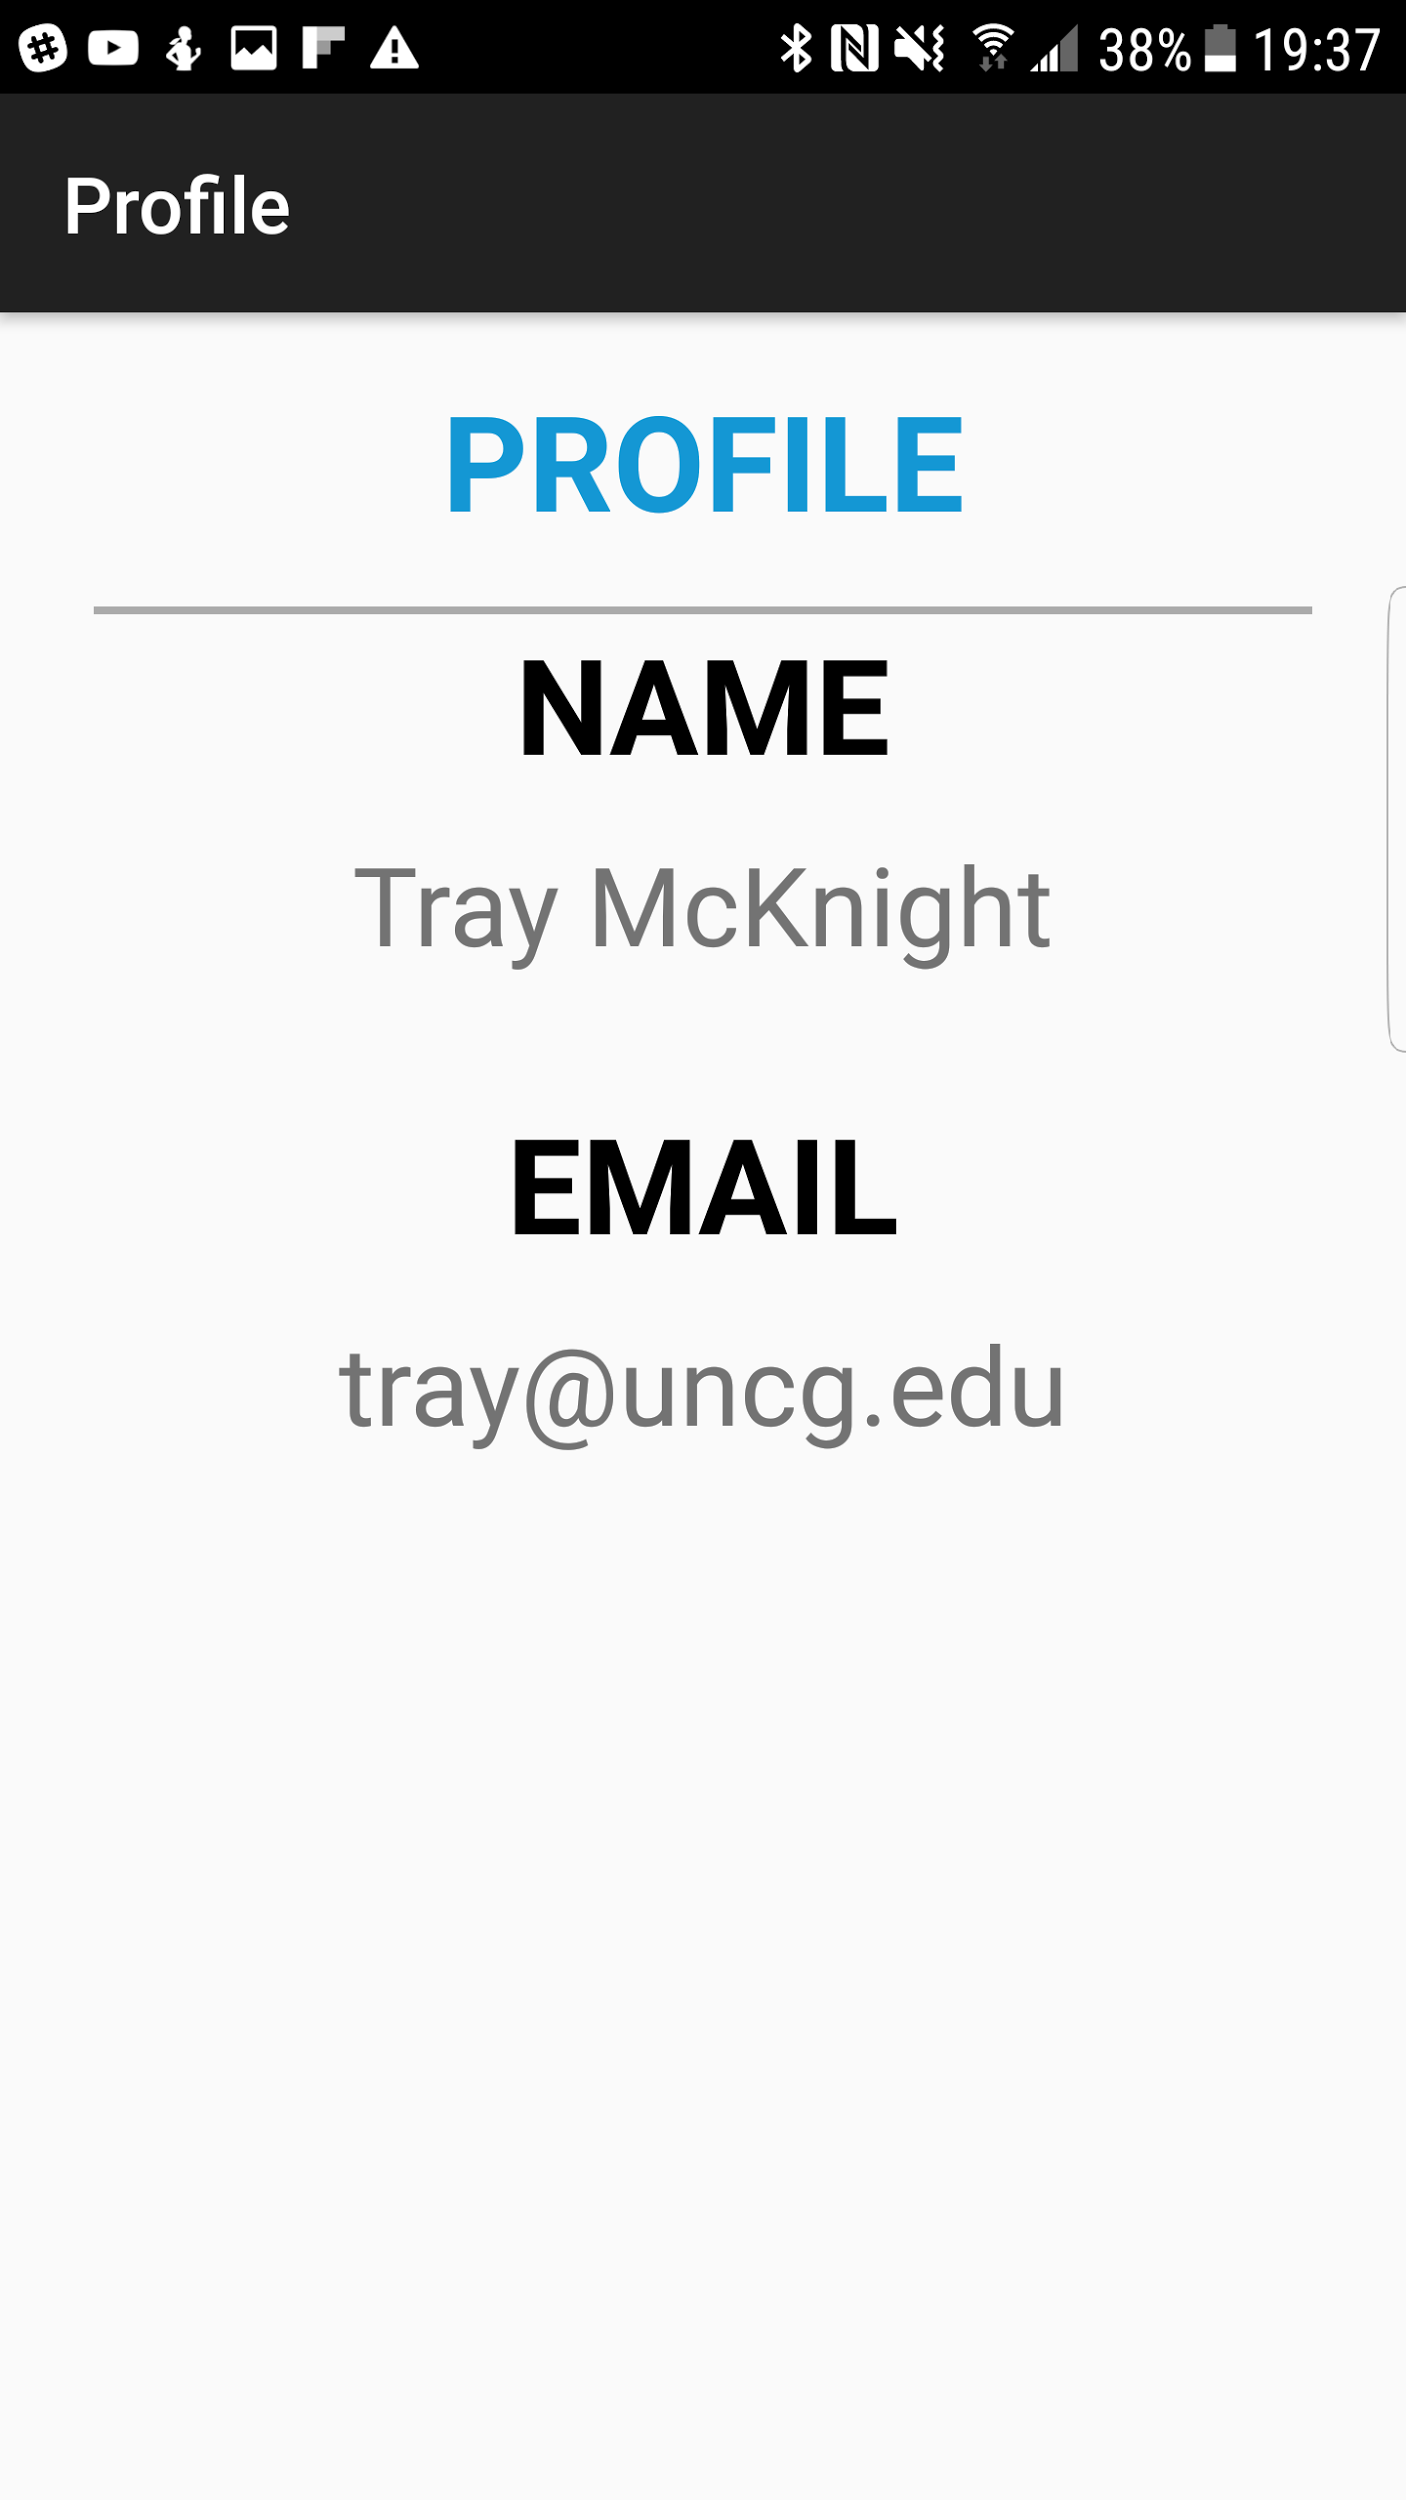 38% 19:37
Profile
PROFILE
NAME
Tray McKnight
EMAIL
tray@uncg.edu